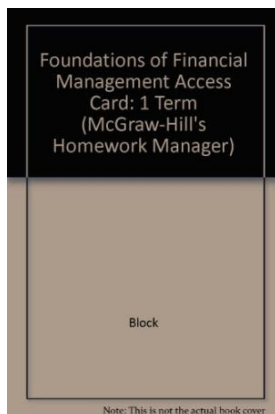 Foundations of Financial
Management Access
Card: 1 Term
(McGraw-Hill's
Homework Manager)
Block
Note: This is not the actual book cover